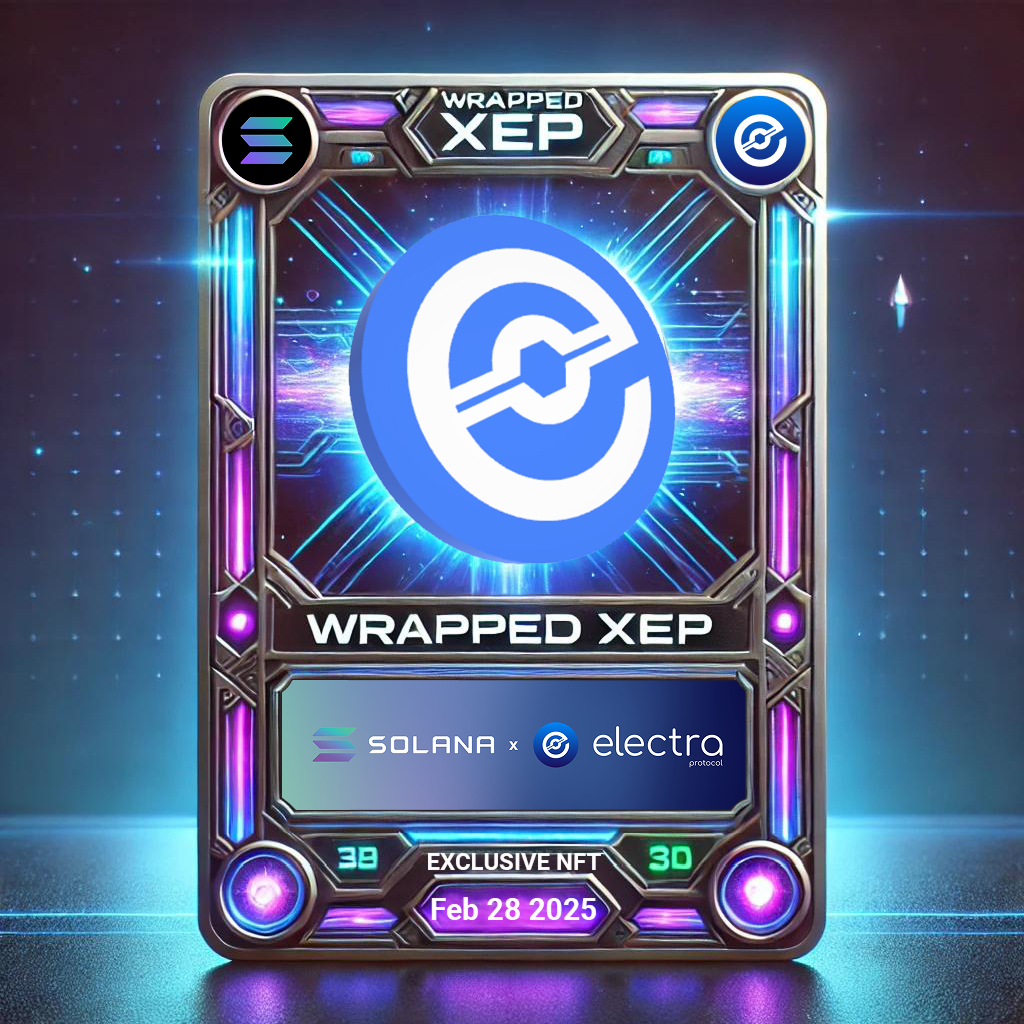 WRAPPED
XEP
WRAPPED XEP
SOLANA x electra
protocol
38 EXCLUSIVE NFT 30
Feb 28 2025